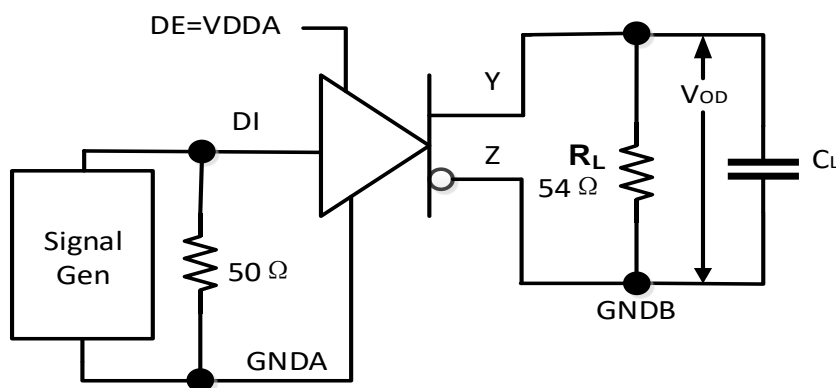 DE=VDDA
Y
VOD
DI
Z
RL
54 Ω
CL
Signal
Gen
50 Ω
GNDA
GNDB